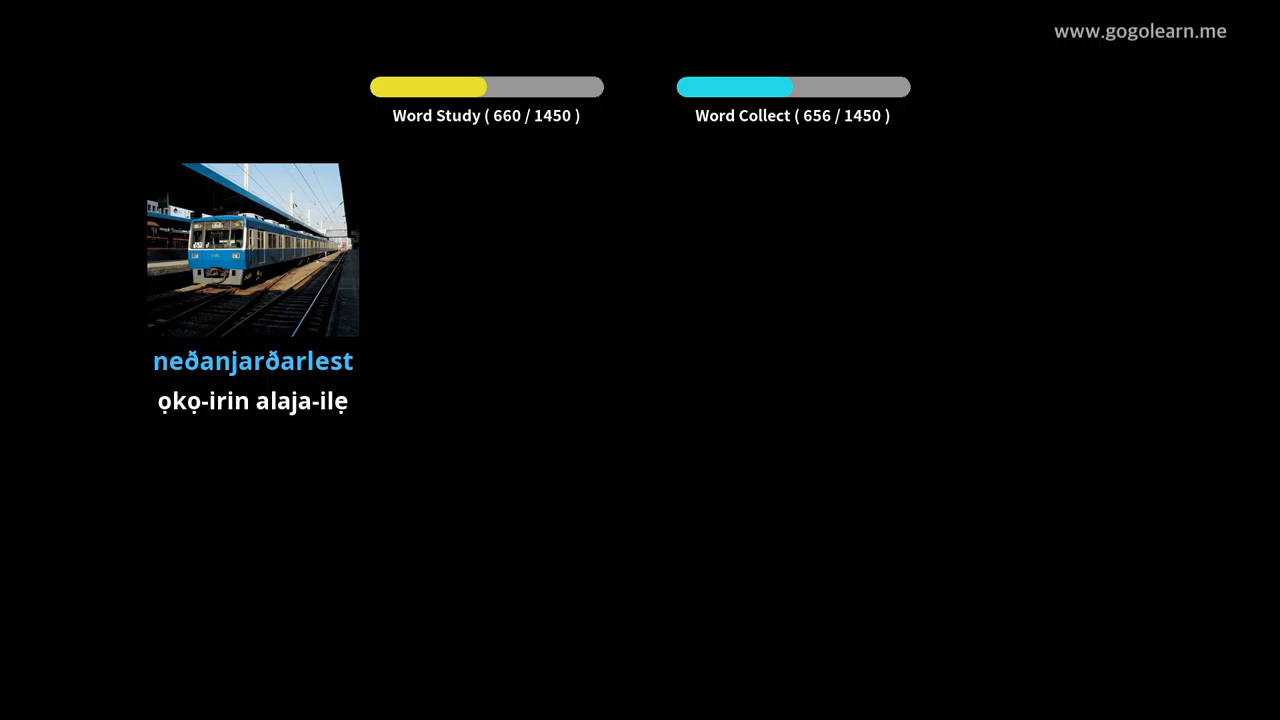 www.gogolearn.me
Word Study ( 660 / 1450 )
Word Collect ( 656 / 1450 )
neðanjarðarlest
ọkọ-irin alaja-ilẹ